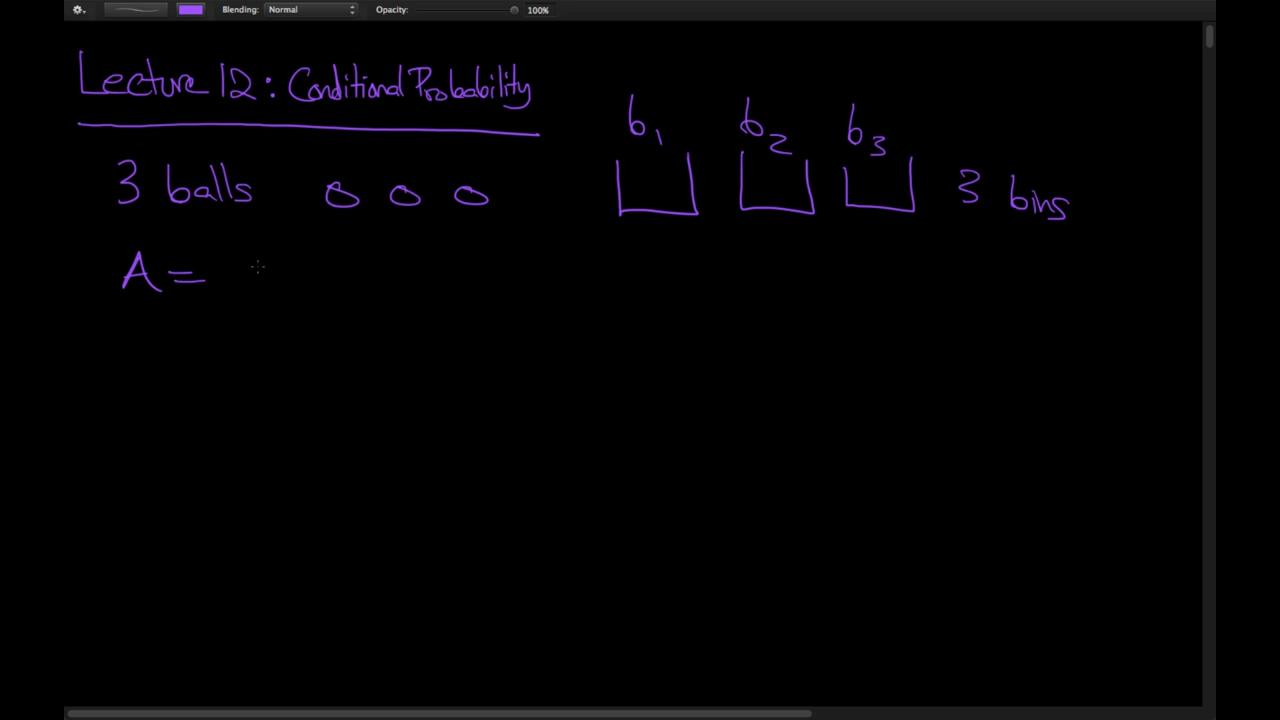 Blending: Normal Opacity: 100%
Lecture 12: Conditional Probability
b1 b2 b3
3 balls 3 bins
A =